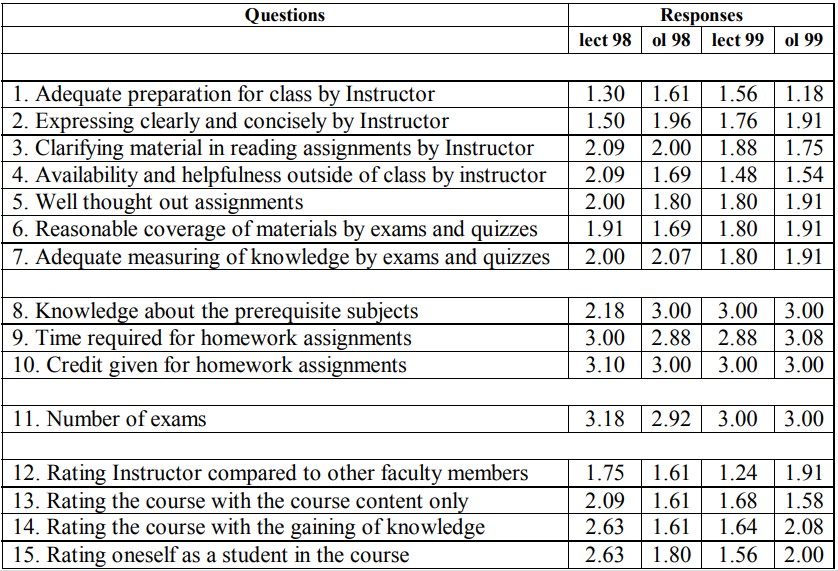 Questions Responses
lect 98 ol 98 lect 99 ol 99
1. Adequate preparation for class by Instructor 1.30 1.61 1.56 1.18
2. Expressing clearly and concisely by Instructor 1.50 1.96 1.76 1.91
3. Clarifying material in reading assignments by Instructor 2.09 2.00 1.88 1.75
4. Availability and helpfulness outside of class by instructor 2.09 1.69 1.48 1.54
5. Well thought out assignments 2.00 1.80 1.80 1.91
6. Reasonable coverage of materials by exams and quizzes 1.91 1.69 1.80 1.91
7. Adequate measuring of knowledge by exams and quizzes 2.00 2.07 1.80 1.91
8. Knowledge about the prerequisite subjects 2.18 3.00 3.00 3.00
9. Time required for homework assignments 3.00 2.88 2.88 3.08
10. Credit given for homework assignments 3.10 3.00 3.00 3.00
11. Number of exams 3.18 2.92 3.00 3.00
12. Rating Instructor compared to other faculty members 1.75 1.61 1.24 1.91
13. Rating the course with the course content only 2.09 1.61 1.68 1.58
14. Rating the course with the gaining of knowledge 2.63 1.61 1.64 2.08
15. Rating oneself as a student in the course 2.63 1.80 1.56 2.00